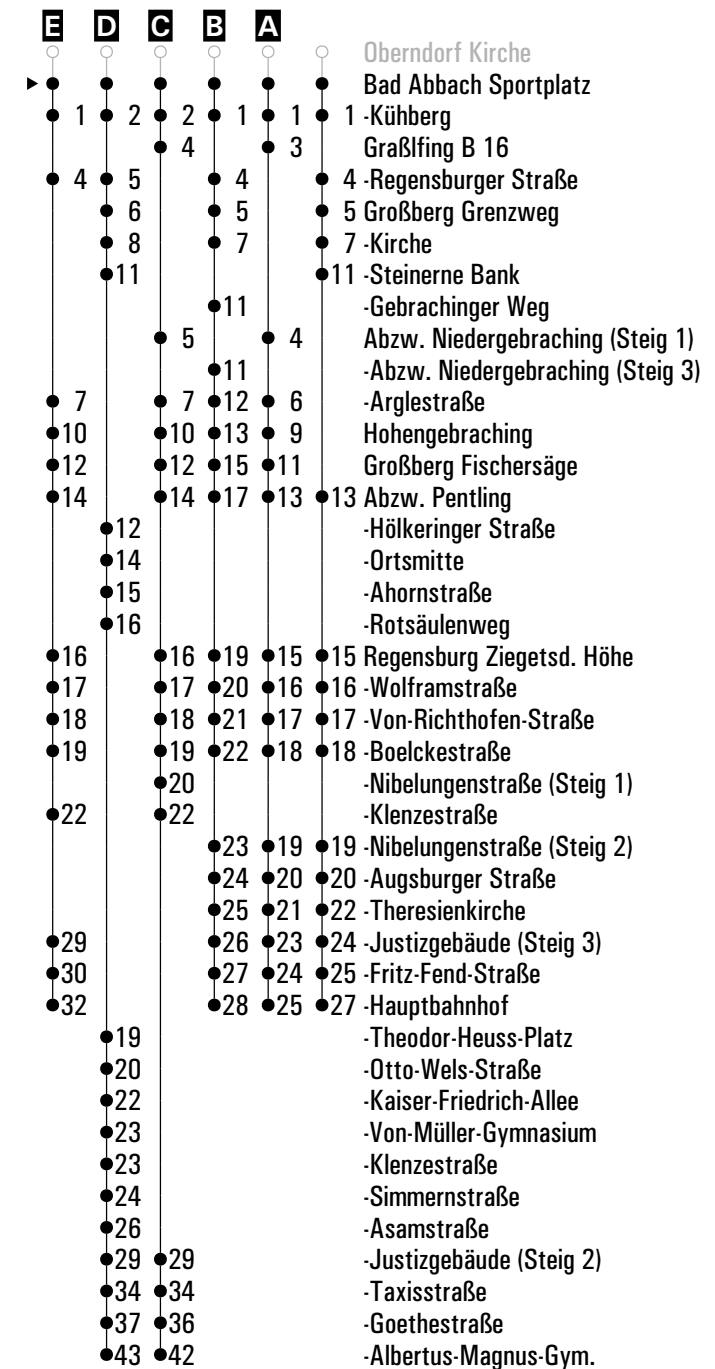 E D C B A
Oberndorf Kirche
Bad Abbach Sportplatz
1 2 2 1 1 1 -Kühberg
4 3 Graßlfing B 16
4 5 4 4 -Regensburger Straße
6 5 5 Großberg Grenzweg
8 7 7 -Kirche
11 11 -Steinerne Bank
11 -Gebrachinger Weg
5 4 Abzw. Niedergebraching (Steig 1)
11 -Abzw. Niedergebraching (Steig 3)
7 7 12 6 -Arglestraße
10 10 13 9 Hohengebraching
12 12 15 11 Großberg Fischersäge
14 14 17 13 13 Abzw. Pentling
12 -Hölkeringer Straße
14 -Ortsmitte
15 -Ahornstraße
16 -Rotsäulenweg
16 16 19 15 15 Regensburg Ziegetsd. Höhe
17 17 20 16 16 -Wolframstraße
18 18 21 17 17 -Von-Richthofen-Straße
19 19 22 18 18 -Boelckestraße
20 -Nibelungenstraße (Steig 1)
22 22 -Klenzestraße
23 19 19 -Nibelungenstraße (Steig 2)
24 20 20 -Augsburger Straße
25 21 22 -Theresienkirche
29 26 23 24 -Justizgebäude (Steig 3)
30 27 24 25 -Fritz-Fend-Straße
32 28 25 27 -Hauptbahnhof
19 -Theodor-Heuss-Platz
20 -Otto-Wels-Straße
22 -Kaiser-Friedrich-Allee
23 -Von-Müller-Gymnasium
23 -Klenzestraße
24 -Simmernstraße
26 -Asamstraße
29 29 -Justizgebäude (Steig 2)
34 34 -Taxisstraße
37 36 -Goethestraße
43 42 -Albertus-Magnus-Gym.